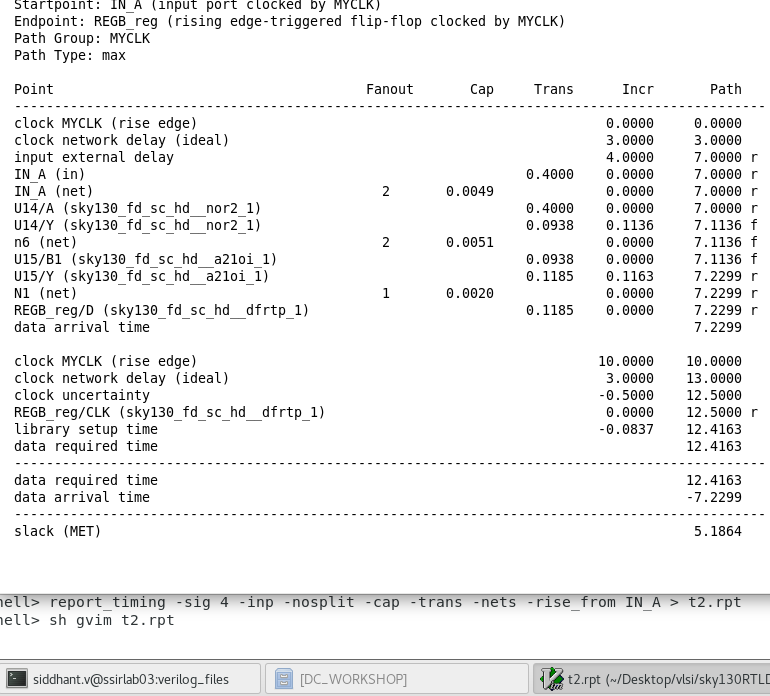 Startpoint: IN_A (input port clocked by MYCLK)
Endpoint: REGB_reg (rising edge-triggered flip-flop clocked by MYCLK)
Path Group: MYCLK
Path Type: max
Point Fanout Cap Trans Incr Path
----------------------------------------------------------------------------------------------
clock MYCLK (rise edge) 0.0000 0.0000
clock network delay (ideal) 3.0000 3.0000
input external delay 4.0000 7.0000 r
IN_A (in) 0.4000 0.0000 7.0000 r
IN_A (net) 2 0.0049 0.0000 7.0000 r
U14/A (sky130_fd_sc_hd__nor2_1) 0.4000 0.0000 7.0000 r
U14/Y (sky130_fd_sc_hd__nor2_1) 0.0938 0.1136 7.1136 f
n6 (net) 2 0.0051 0.0000 7.1136 f
U15/B1 (sky130_fd_sc_hd__a21oi_1) 0.0938 0.0000 7.1136 f
U15/Y (sky130_fd_sc_hd__a21oi_1) 0.1185 0.1163 7.2299 r
N1 (net) 1 0.0020 0.0000 7.2299 r
REGB_reg/D (sky130_fd_sc_hd__dfrtp_1) 0.1185 0.0000 7.2299 r
data arrival time 7.2299
clock MYCLK (rise edge) 10.0000 10.0000
clock network delay (ideal) 3.0000 13.0000
clock uncertainty -0.5000 12.5000
REGB_reg/CLK (sky130_fd_sc_hd__dfrtp_1) 0.0000 12.5000 r
library setup time -0.0837 12.4163
data required time 12.4163
----------------------------------------------------------------------------------------------
data required time 12.4163
data arrival time -7.2299
----------------------------------------------------------------------------------------------
slack (MET) 5.1864
hell> report_timing -sig 4 -inp -nosplit -cap -trans -nets -rise_from IN_A > t2.rpt
hell> sh gvim t2.rpt
siddhant.v@ssirlab03:verilog_files [DC_WORKSHOP] t2.rpt (~/Desktop/vlsi/sky130RTLD